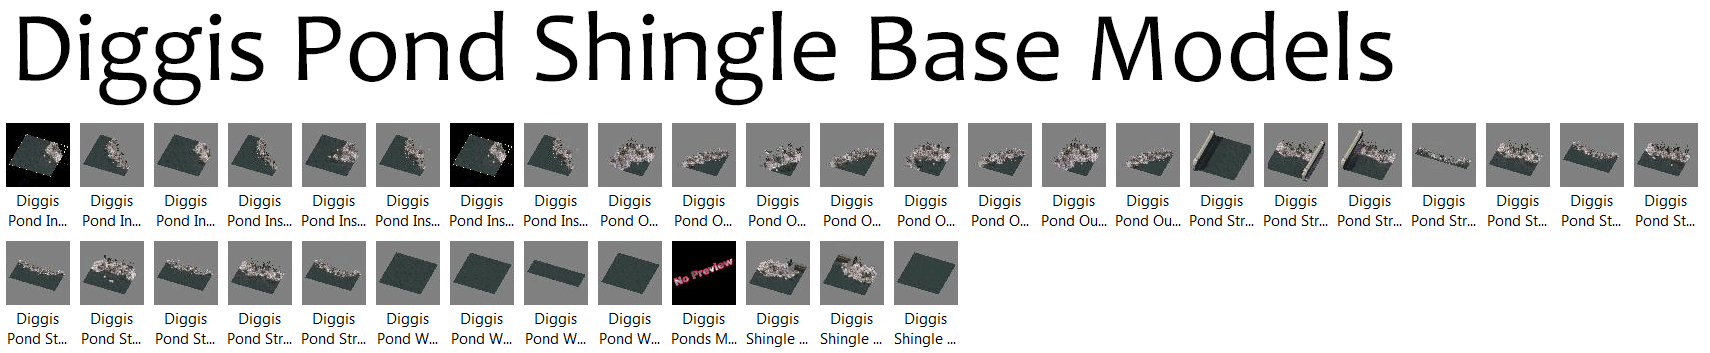 Diggis Pond Shingle Base Models
Diggis
Pond In...
Diggis
Pond In...
Diggis
Pond In...
Diggis
Pond Ins...
Diggis
Pond Ins...
Diggis
Pond Ins...
Diggis
Pond Ins...
Diggis
Pond Ins...
Diggis
Pond O...
Diggis
Pond O...
Diggis
Pond O...
Diggis
Pond O...
Diggis
Pond O...
Diggis
Pond O...
Diggis
Pond Ou...
Diggis
Pond Ou...
Diggis
Pond Str...
Diggis
Pond Str...
Diggis
Pond Str...
Diggis
Pond Str...
Diggis
Pond St...
Diggis
Pond St...
Diggis
Pond St...
Diggis
Pond St...
Diggis
Pond St...
Diggis
Pond St...
Diggis
Pond Str...
Diggis
Pond Str...
Diggis
Pond W...
Diggis
Pond W...
Diggis
Pond W...
Diggis
Pond W...
No Preview
Diggis
Ponds M...
Diggis
Shingle ...
Diggis
Shingle ...
Diggis
Shingle ...